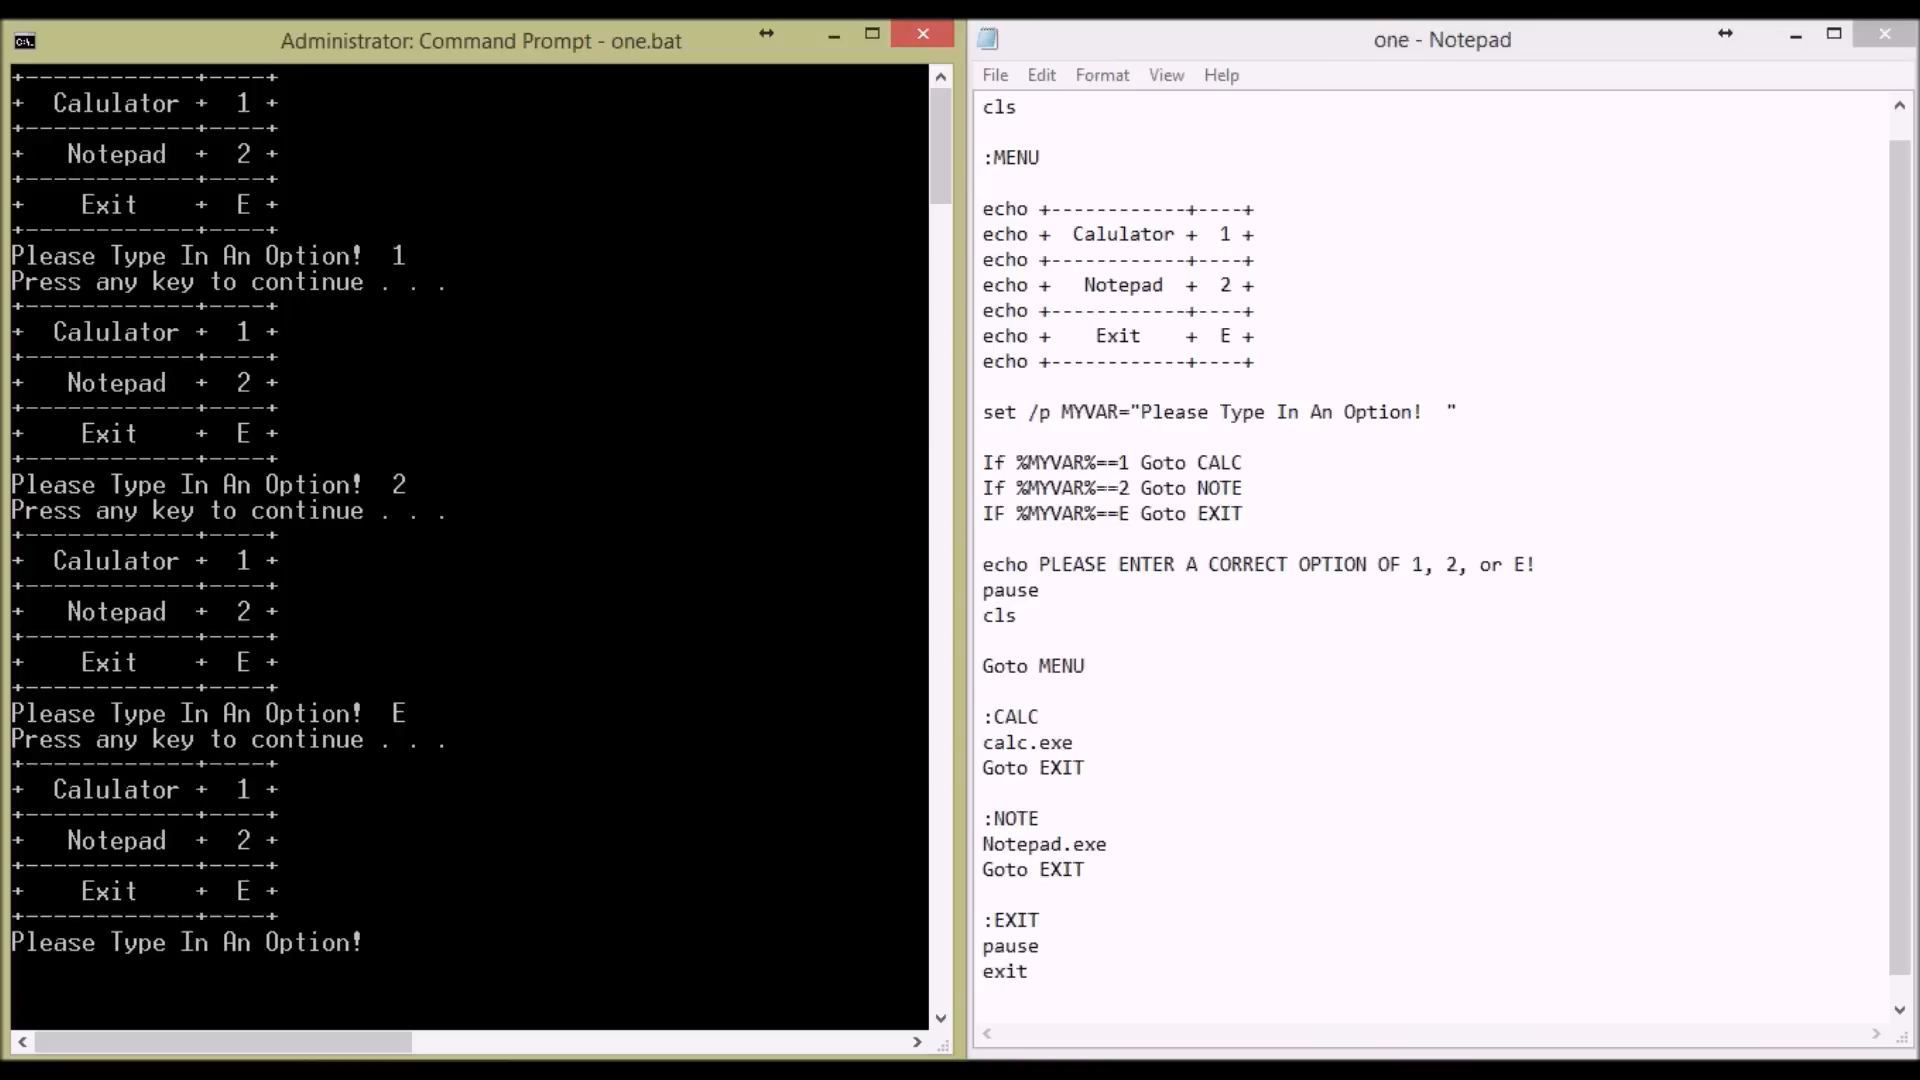 Administrator: Command Prompt - one.bat
+------------+----+
+  Calulator +  1 +
+------------+----+
+   Notepad  +  2 +
+------------+----+
+    Exit    +  E +
+------------+----+
Please Type In An Option!  1
Press any key to continue . . .
+------------+----+
+  Calulator +  1 +
+------------+----+
+   Notepad  +  2 +
+------------+----+
+    Exit    +  E +
+------------+----+
Please Type In An Option!  2
Press any key to continue . . .
+------------+----+
+  Calulator +  1 +
+------------+----+
+   Notepad  +  2 +
+------------+----+
+    Exit    +  E +
+------------+----+
Please Type In An Option!  E
Press any key to continue . . .
+------------+----+
+  Calulator +  1 +
+------------+----+
+   Notepad  +  2 +
+------------+----+
+    Exit    +  E +
+------------+----+
Please Type In An Option!
one - Notepad
File Edit Format View Help
cls
:MENU
echo +------------+----+
echo +  Calulator +  1 +
echo +------------+----+
echo +   Notepad  +  2 +
echo +------------+----+
echo +    Exit    +  E +
echo +------------+----+
set /p MYVAR="Please Type In An Option!  "
If %MYVAR%==1 Goto CALC
If %MYVAR%==2 Goto NOTE
IF %MYVAR%==E Goto EXIT
echo PLEASE ENTER A CORRECT OPTION OF 1, 2, or E!
pause
cls
Goto MENU
:CALC
calc.exe
Goto EXIT
:NOTE
Notepad.exe
Goto EXIT
:EXIT
pause
exit